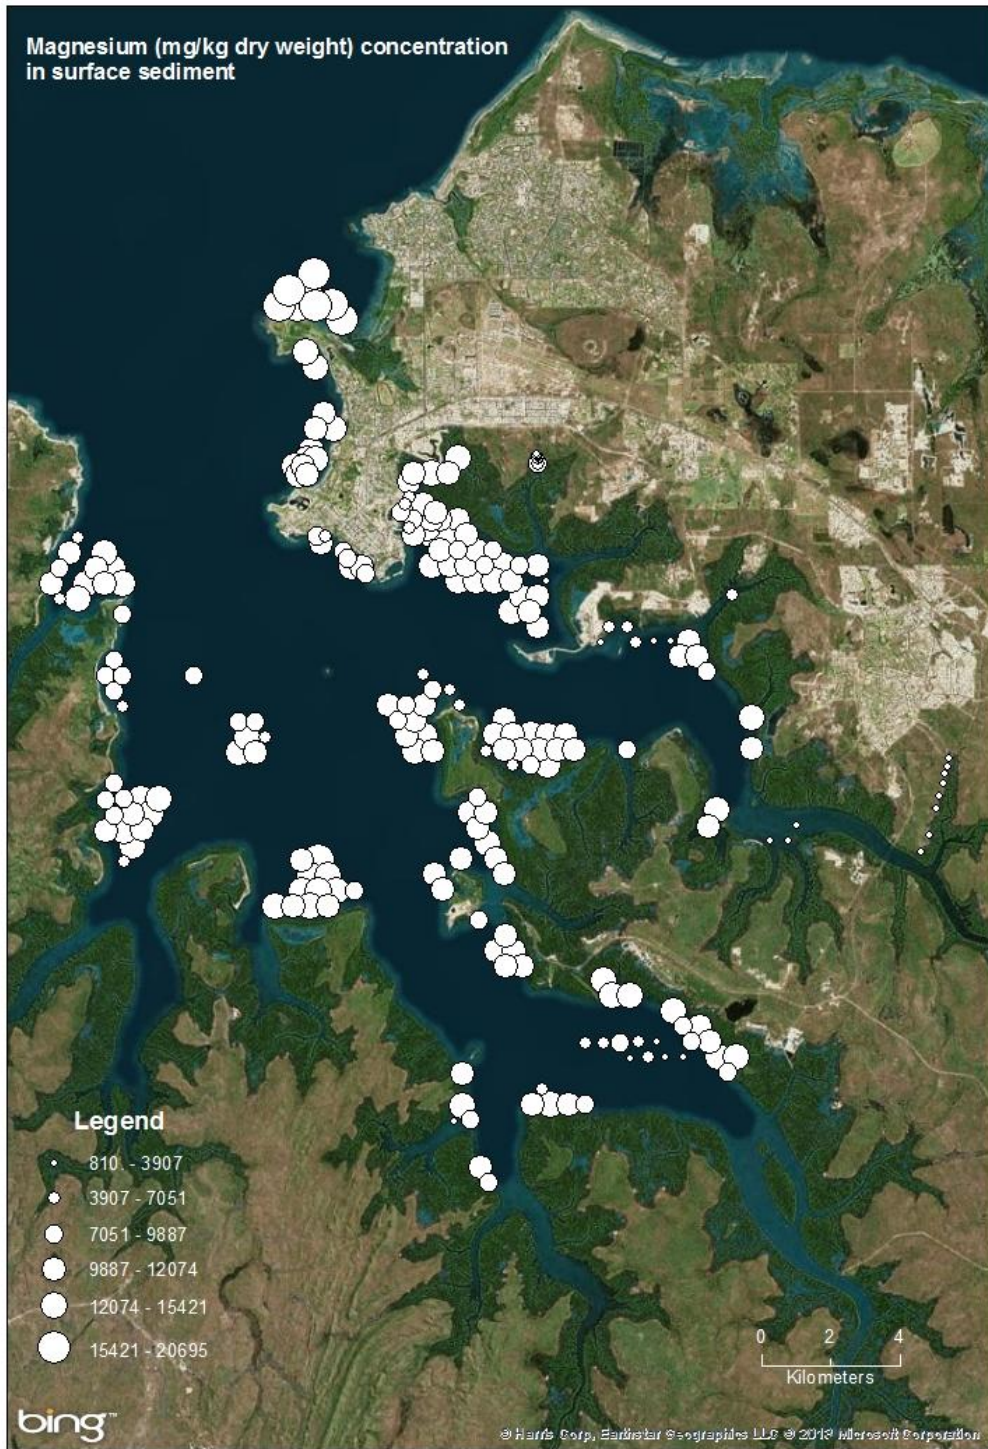 Magnesium (mg/kg dry weight) concentration
in surface sediment
Legend
810. - 3907
3907 - 7051
7051 - 9887
9887 - 12074
12074 - 15421
15421 - 20695
0 2 4
Kilometers
bing™
© Harris Corp, Earthstar Geographics LLC © 2013 Microsoft Corporation